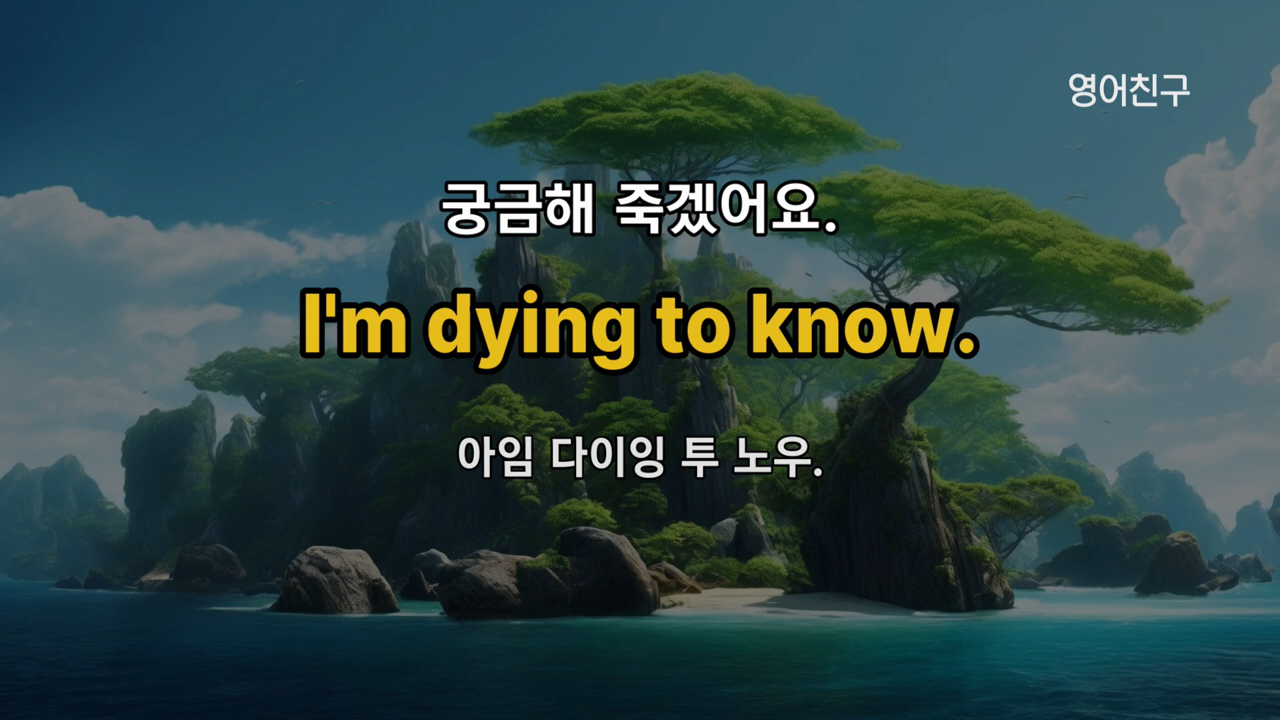 영어친구
궁금해 죽겠어요.
I'm dying to know.
아임 다이잉 투 노우.